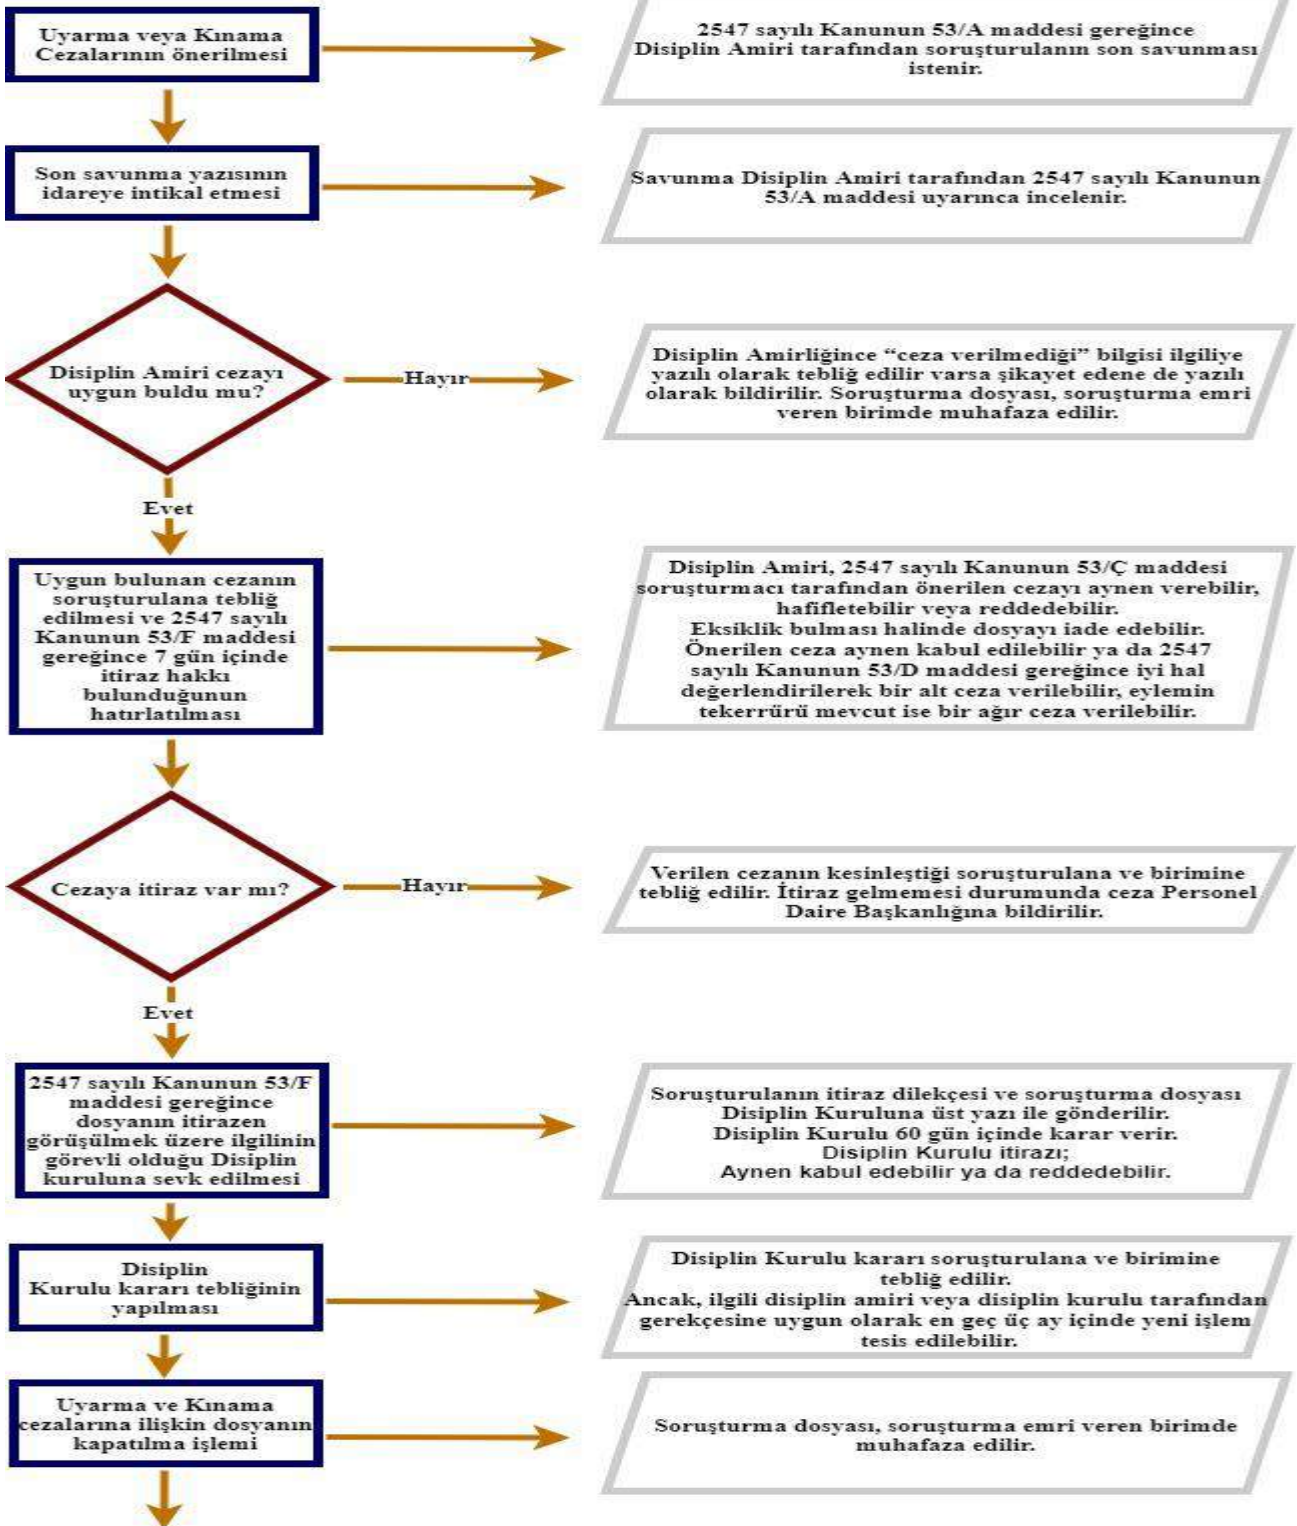 Uyarma veya Kınama
Cezalarının önerilmesi
2547 sayılı Kanunun 53/A maddesi gereğince
Disiplin Amiri tarafından soruşturulanın son savunması
istenir.
Son savunma yazısının
idareye intikal etmesi
Savunma Disiplin Amiri tarafından 2547 sayılı Kanunun
53/A maddesi uyarınca incelenir.
Disiplin Amiri cezayı
uygun buldu mu?
Hayır
Disiplin Amirliğince “ceza verilmediği” bilgisi ilgiliye
yazılı olarak tebliğ edilir varsa şikayet edene de yazılı
olarak bildirilir. Soruşturma dosyası, soruşturma emri
veren birimde muhafaza edilir.
Evet
Uygun bulunan cezanın
soruşturulana tebliğ
edilmesi ve 2547 sayılı
Kanunun 53/F maddesi
gereğince 7 gün içinde
itiraz hakkı
bulunduğunun
hatırlatılması
Disiplin Amiri, 2547 sayılı Kanunun 53/Ç maddesi
soruşturmacı tarafından önerilen cezayı aynen verebilir,
hafifletebilir veya reddedebilir.
Eksiklik bulması halinde dosyayı iade edebilir.
Önerilen ceza aynen kabul edilebilir ya da 2547
sayılı Kanunun 53/D maddesi gereğince iyi hal
değerlendirilerek bir alt ceza verilebilir, eylemin
tekerrürü mevcut ise bir ağır ceza verilebilir.
Cezaya itiraz var mı?
Hayır
Verilen cezanın kesinleştiği soruşturulana ve birimine
tebliğ edilir. İtiraz gelmemesi durumunda ceza Personel
Daire Başkanlığına bildirilir.
Evet
2547 sayılı Kanunun 53/F
maddesi gereğince
dosyanın itirazen
görüşülmek üzere ilgilinin
görevli olduğu Disiplin
kuruluna sevk edilmesi
Soruşturulanın itiraz dilekçesi ve soruşturma dosyası
Disiplin Kuruluna üst yazı ile gönderilir.
Disiplin Kurulu 60 gün içinde karar verir.
Disiplin Kurulu itirazı;
Aynen kabul edebilir ya da reddedebilir.
Disiplin
Kurulu kararı tebliğinin
yapılması
Disiplin Kurulu kararı soruşturulana ve birimine
tebliğ edilir.
Ancak, ilgili disiplin amiri veya disiplin kurulu tarafından
gerekçesine uygun olarak en geç üç ay içinde yeni işlem
tesis edilebilir.
Uyarma ve Kınama
cezalarına ilişkin dosyanın
kapatılma işlemi
Soruşturma dosyası, soruşturma emri veren birimde
muhafaza edilir.